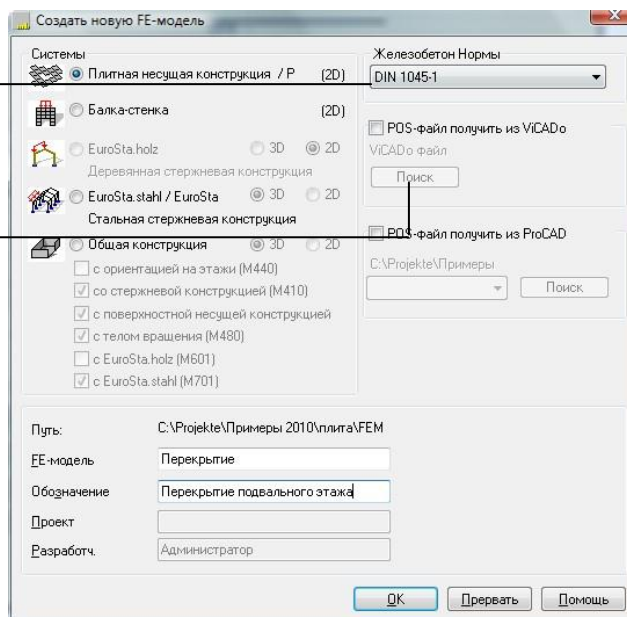 Создать новую FE-модель
Системы
Плитная несущая конструкция / P (2D)
Балка-стенка (2D)
EuroSta.holz 3D 2D
Деревянная стержневая конструкция
EuroSta.stahl / EuroSta 3D 2D
Стальная стержневая конструкция
Общая конструкция 3D 2D
с ориентацией на этажи (M440)
со стержневой конструкцией (M410)
с поверхностной несущей конструкцией
с телом вращения (M480)
с EuroSta.holz (M601)
с EuroSta.stahl (M701)
Железобетон Нормы
DIN 1045-1
POS-файл получить из ViCADo
ViCADo файл
Поиск
POS-файл получить из ProCAD
C:\Projekte\Примеры
Поиск
Путь: C:\Projekte\Примеры 2010\плита\FEM
FE-модель Перекрытие
Обозначение Перекрытие подвального этажа
Проект
Разработч. Администратор
OK Прервать Помощь